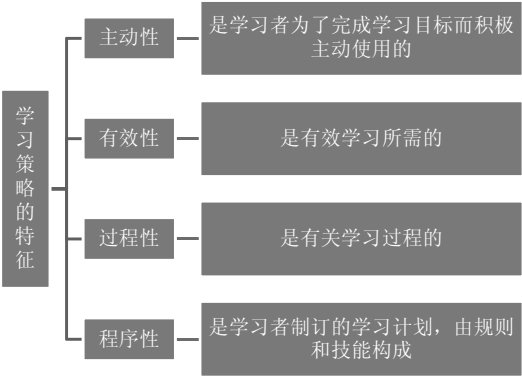 学习策略的特征
主动性
是学习者为了完成学习目标而积极
主动使用的
有效性
是有效学习所需的
过程性
是有关学习过程的
程序性
是学习者制订的学习计划，由规则
和技能构成